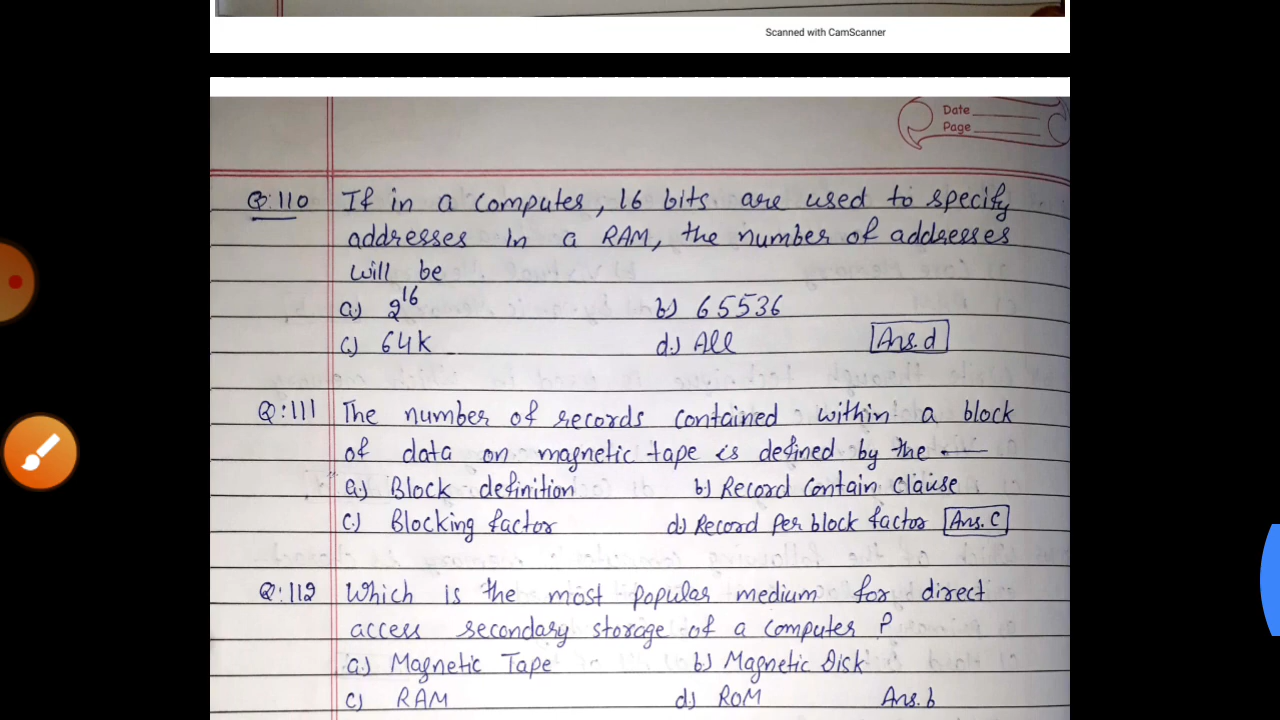 Scanned with CamScanner
Date
Page
Q:110 If in a computer, 16 bits are used to specify
addresses in a RAM, the number of addresses
will be
a.) 2¹⁶ b.) 65536
c.) 64K d.) All Ans. d
Q:111 The number of records contained within a block
of data on magnetic tape is defined by the —
a.) Block definition b) Record Contain Clause
c.) Blocking factor d.) Record Per block factor Ans. C
Q:112 Which is the most popular medium for direct
access secondary storage of a computer ?
a.) Magnetic Tape b) Magnetic Disk
c) RAM d) ROM Ans. b